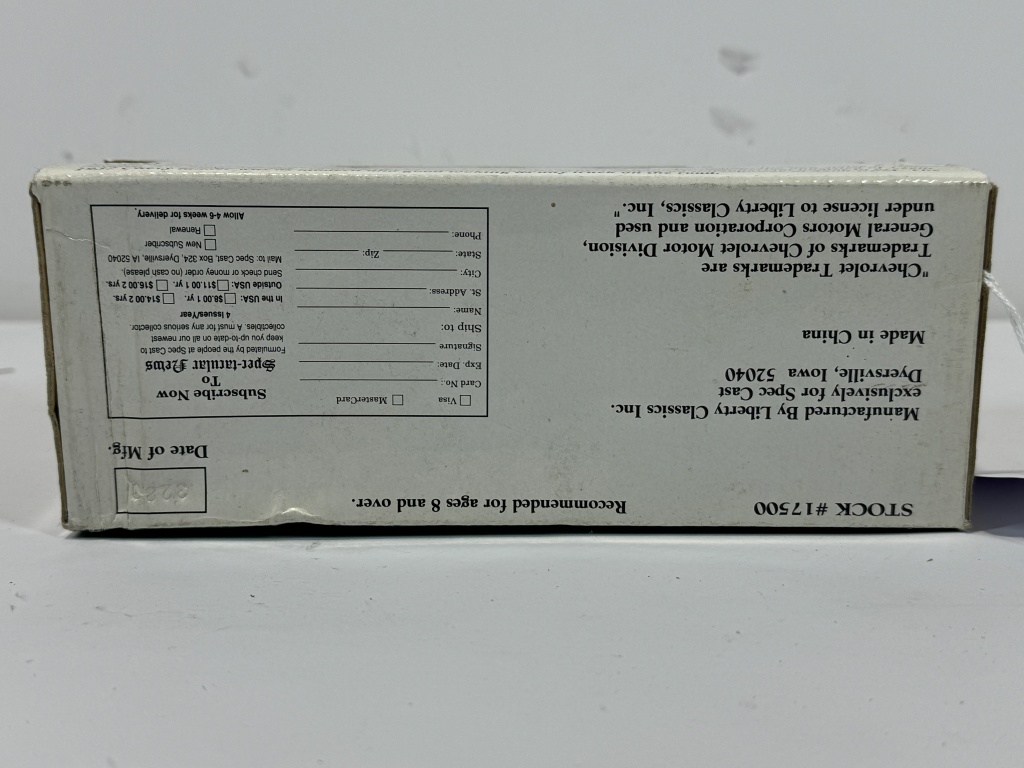 STOCK #17500
Recommended for ages 8 and over.
Date of Mfg.
Manufactured By Liberty Classics Inc.
exclusively for Spec Cast
Dyersville, Iowa 52040
Made in China
"Chevrolet Trademarks are
Trademarks of Chevrolet Motor Division,
General Motors Corporation and used
under license to Liberty Classics, Inc."
Visa
MasterCard
Card No.:
Exp. Date:
Signature
Ship to:
Name:
St. Address:
City:
State: Zip:
Phone:
Subscribe Now
To
Spec-tacular News
Formulated by the people at Spec Cast to
keep you up-to-date on all our newest
collectibles. A must for any serious collector.
4 Issues/Year
In the USA: $8.00 1 yr. $14.00 2 yrs.
Outside USA: $11.00 1 yr. $16.00 2 yrs.
Send check or money order (no cash please).
Mail to: Spec Cast, Box 324, Dyersville, IA 52040
New Subscriber
Renewal
Allow 4-6 weeks for delivery.